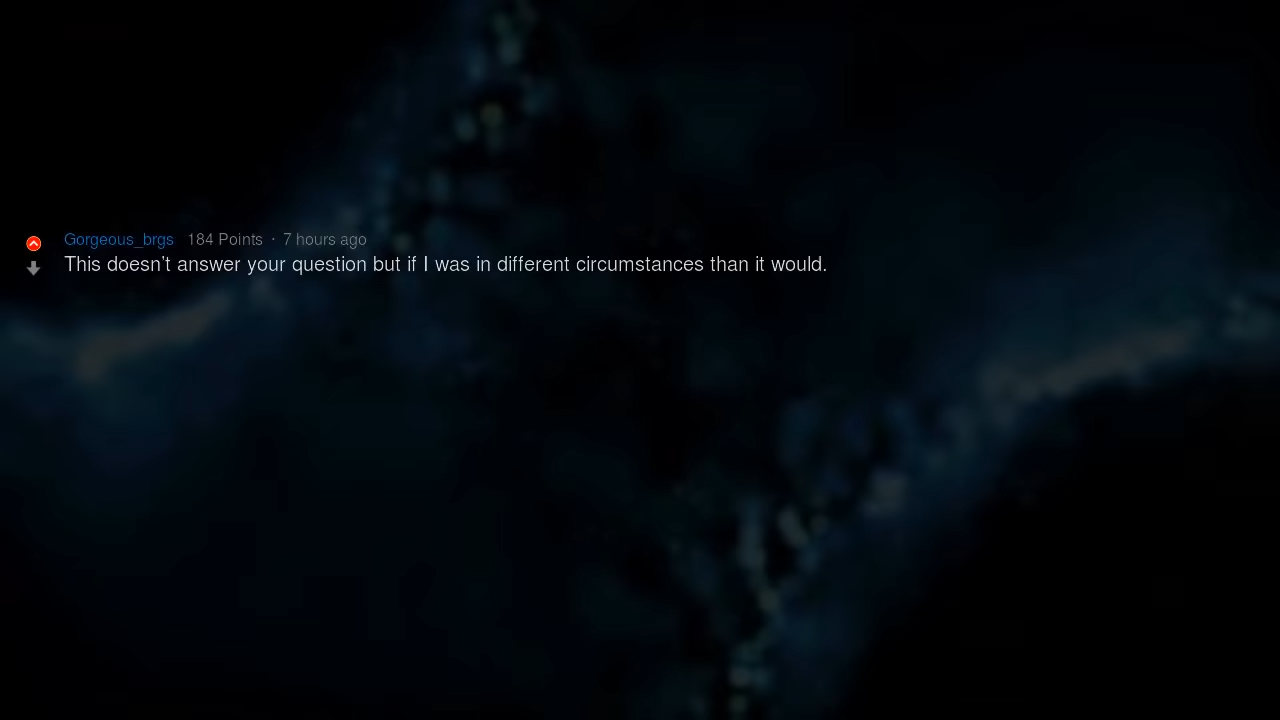 Gorgeous_brgs 184 Points · 7 hours ago
This doesn't answer your question but if I was in different circumstances than it would.